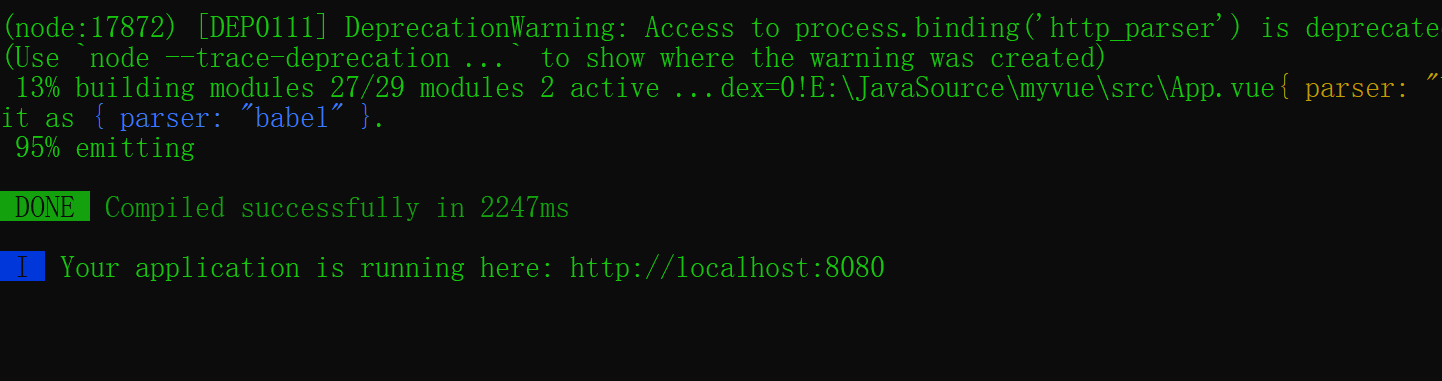 (node:17872) [DEP0111] DeprecationWarning: Access to process.binding('http_parser') is deprecate
(Use `node --trace-deprecation ...` to show where the warning was created)
13% building modules 27/29 modules 2 active ...dex=0!E:\JavaSource\myvue\src\App.vue{ parser: "
it as { parser: "babel" }.
95% emitting
DONE Compiled successfully in 2247ms
I Your application is running here: http://localhost:8080